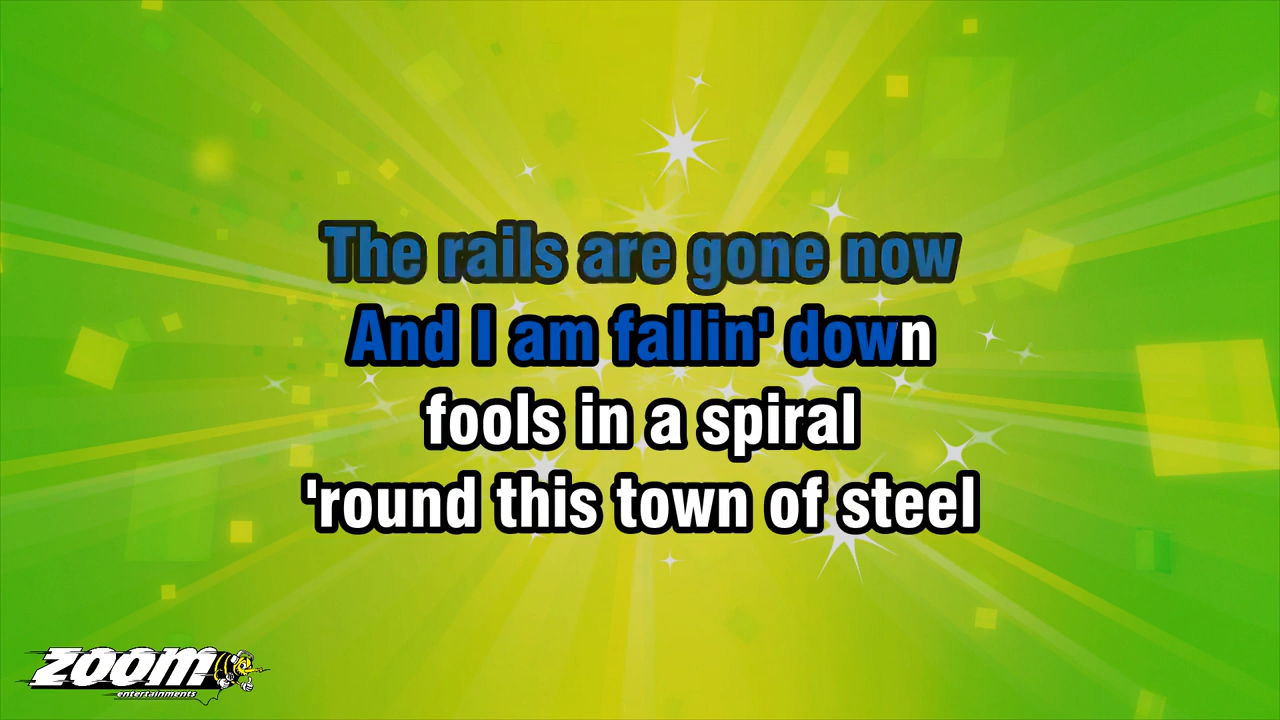 The rails are gone now
And I am fallin' down
fools in a spiral
'round this town of steel
zoom
entertainments